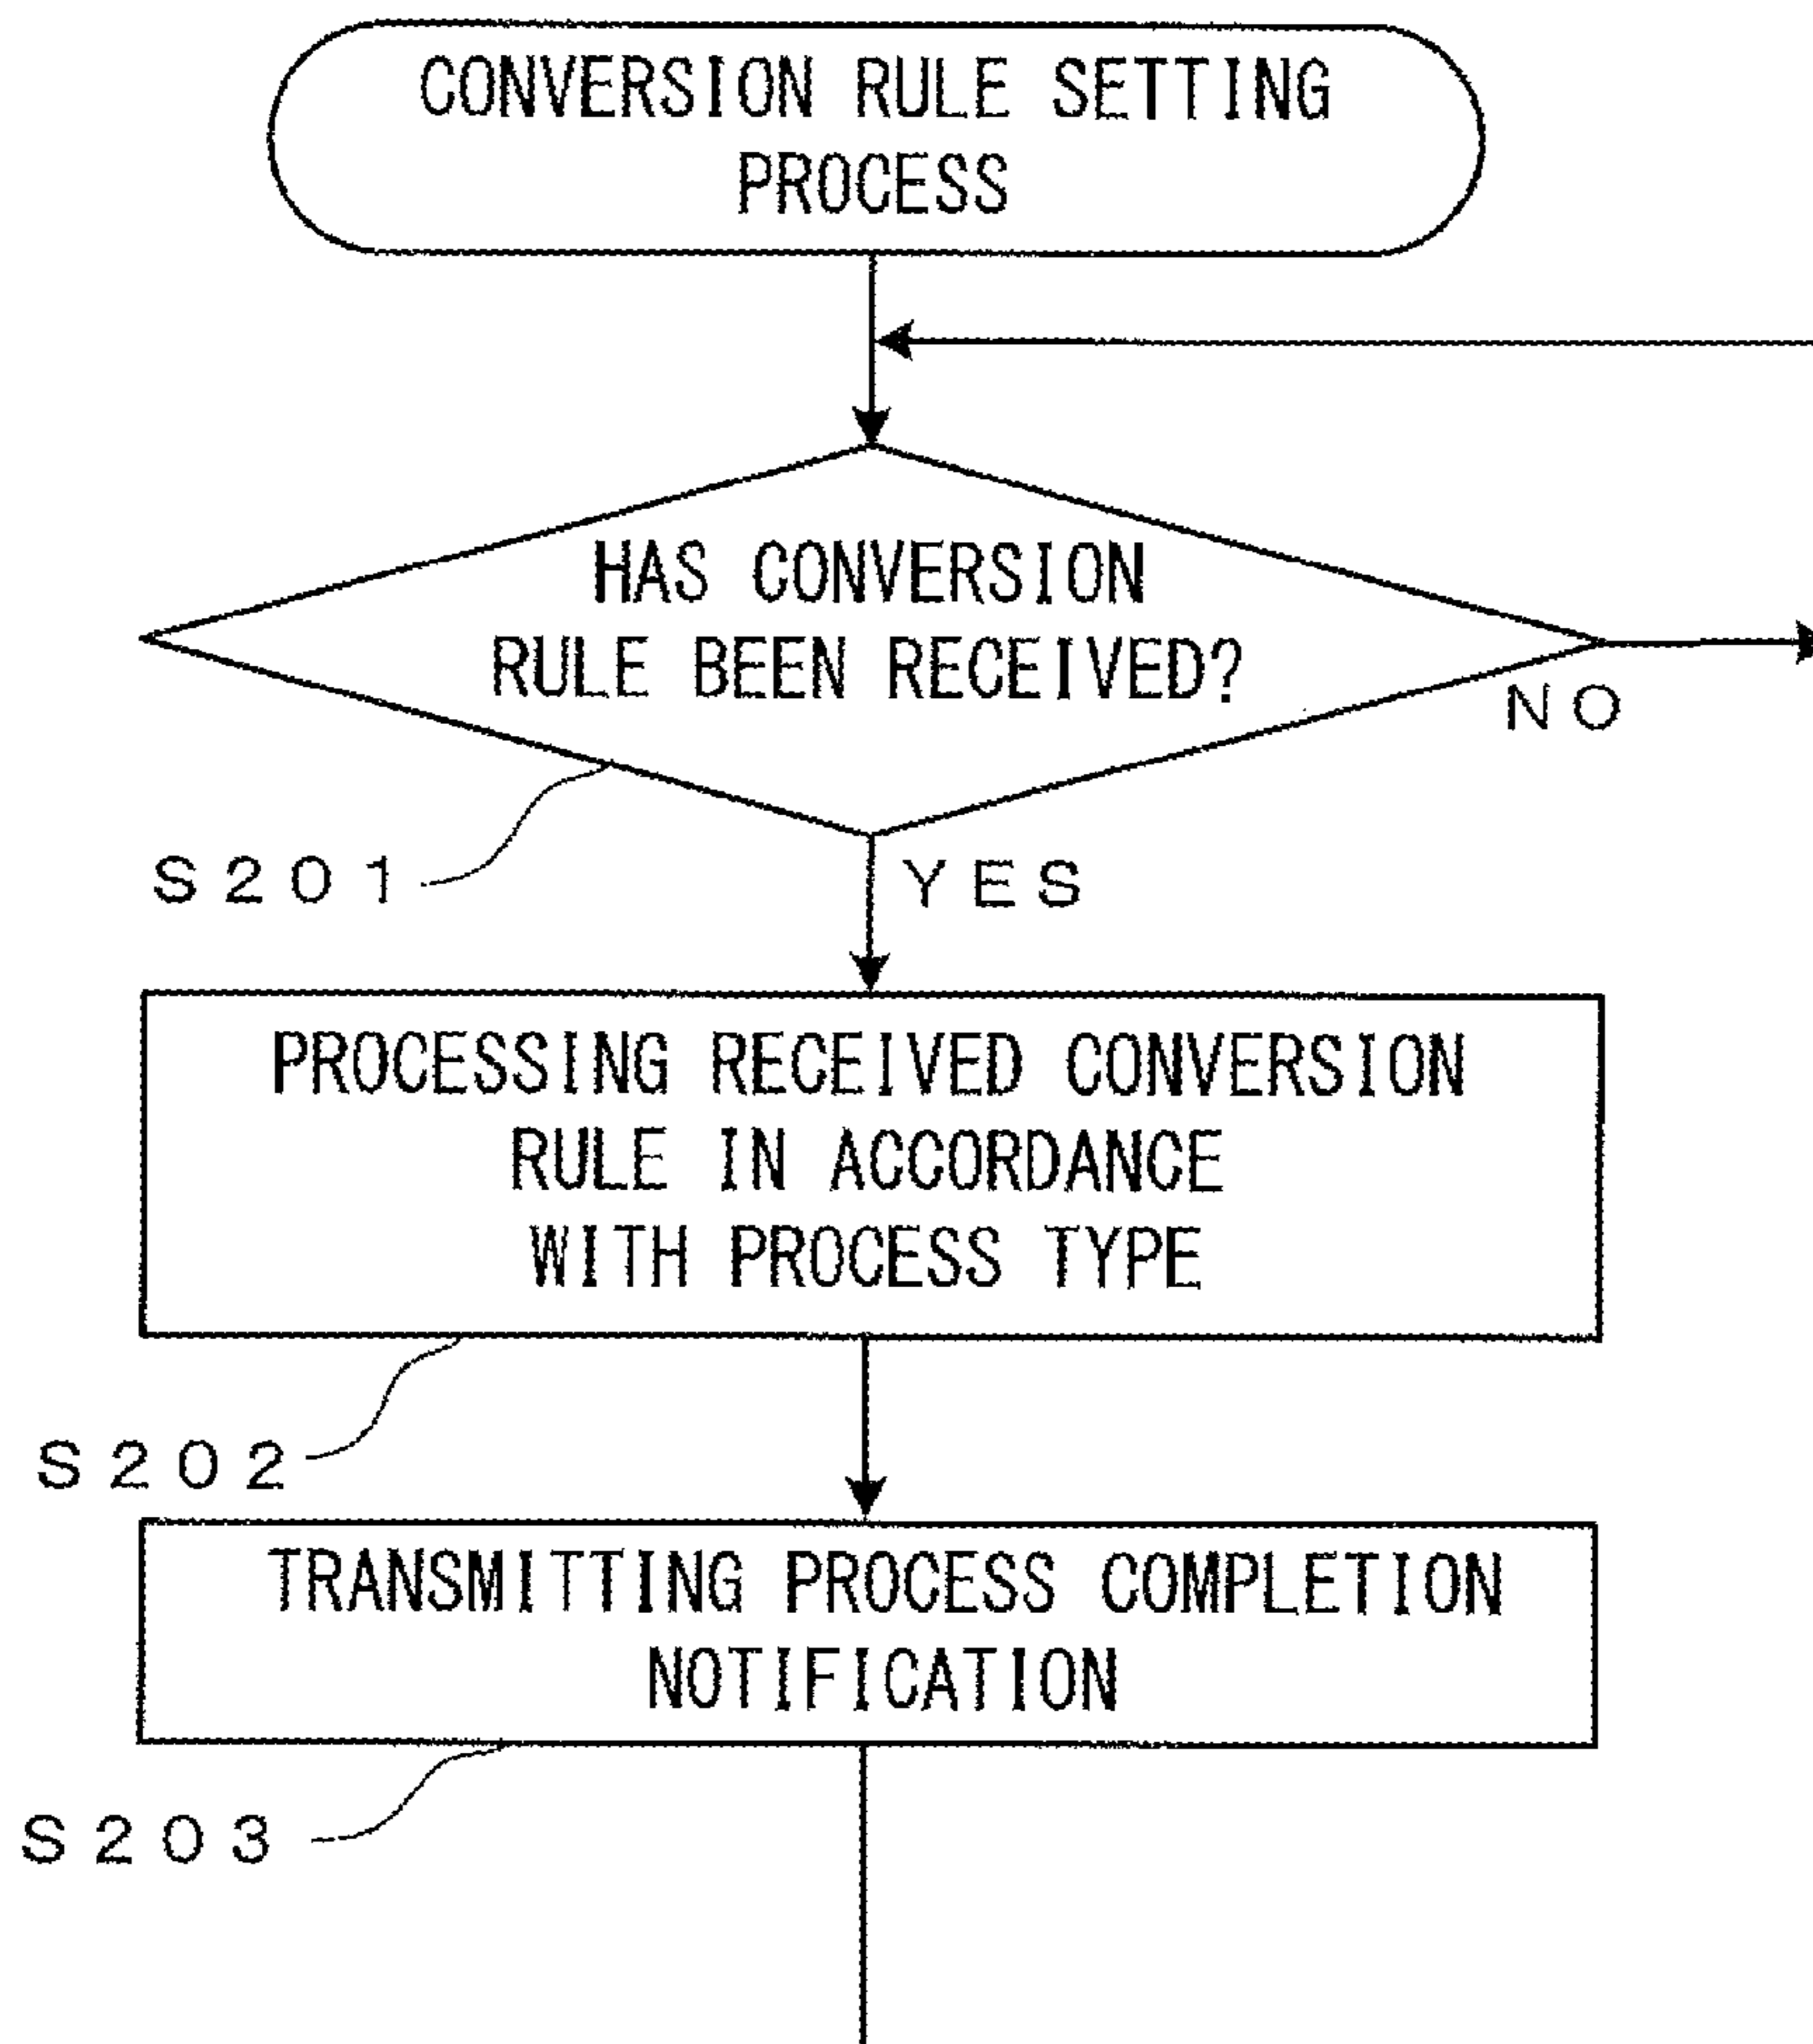 CONVERSION RULE SETTING
PROCESS
HAS CONVERSION
RULE BEEN RECEIVED?
NO
S201
YES
PROCESSING RECEIVED CONVERSION
RULE IN ACCORDANCE
WITH PROCESS TYPE
S202
TRANSMITTING PROCESS COMPLETION
NOTIFICATION
S203